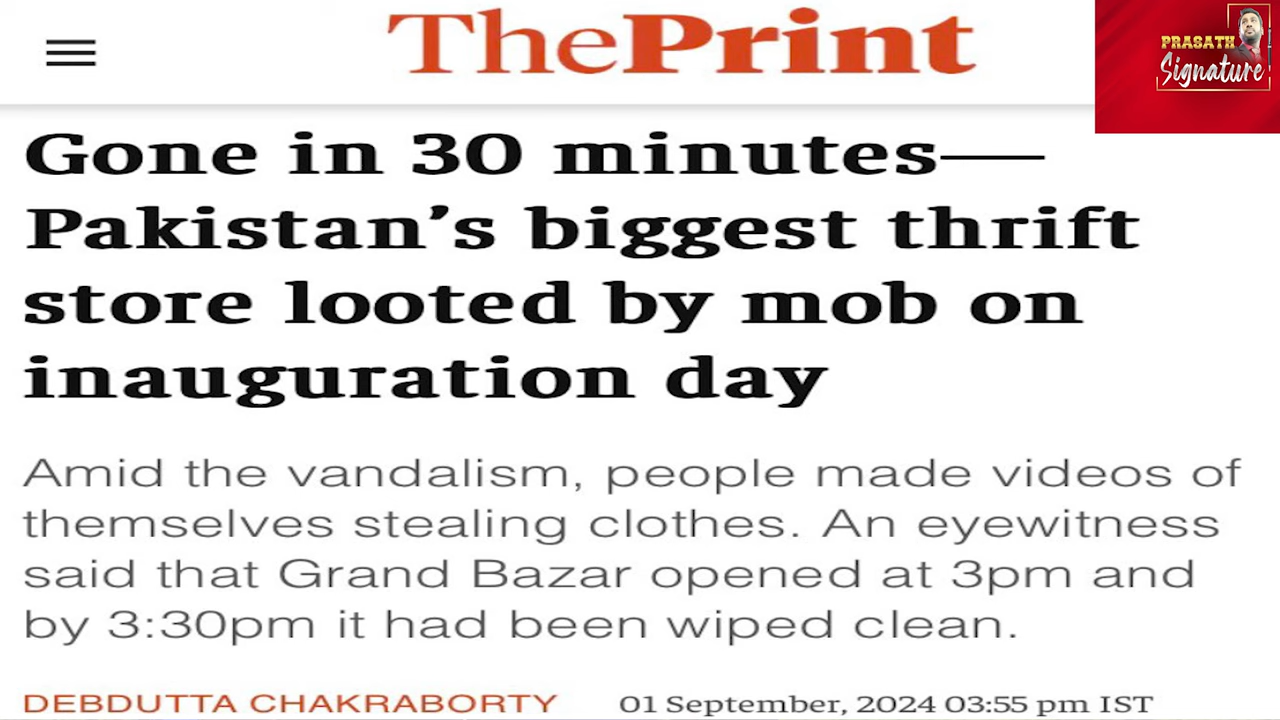 ThePrint
PRASATH
Signature
Gone in 30 minutes—
Pakistan’s biggest thrift
store looted by mob on
inauguration day
Amid the vandalism, people made videos of
themselves stealing clothes. An eyewitness
said that Grand Bazar opened at 3pm and
by 3:30pm it had been wiped clean.
DEBDUTTA CHAKRABORTY 01 September, 2024 03:55 pm IST